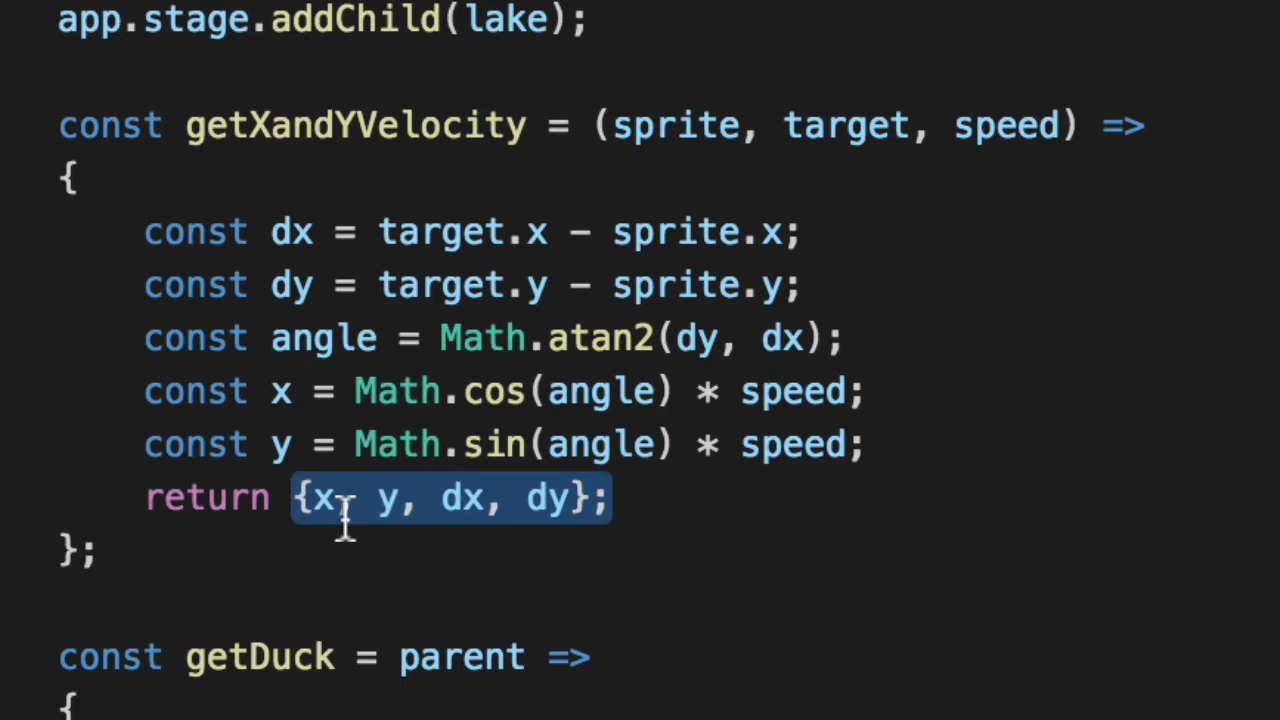 app.stage.addChild(lake);
const getXandYVelocity = (sprite, target, speed) =>
{
const dx = target.x - sprite.x;
const dy = target.y - sprite.y;
const angle = Math.atan2(dy, dx);
const x = Math.cos(angle) * speed;
const y = Math.sin(angle) * speed;
return {x, y, dx, dy};
};
const getDuck = parent =>
{